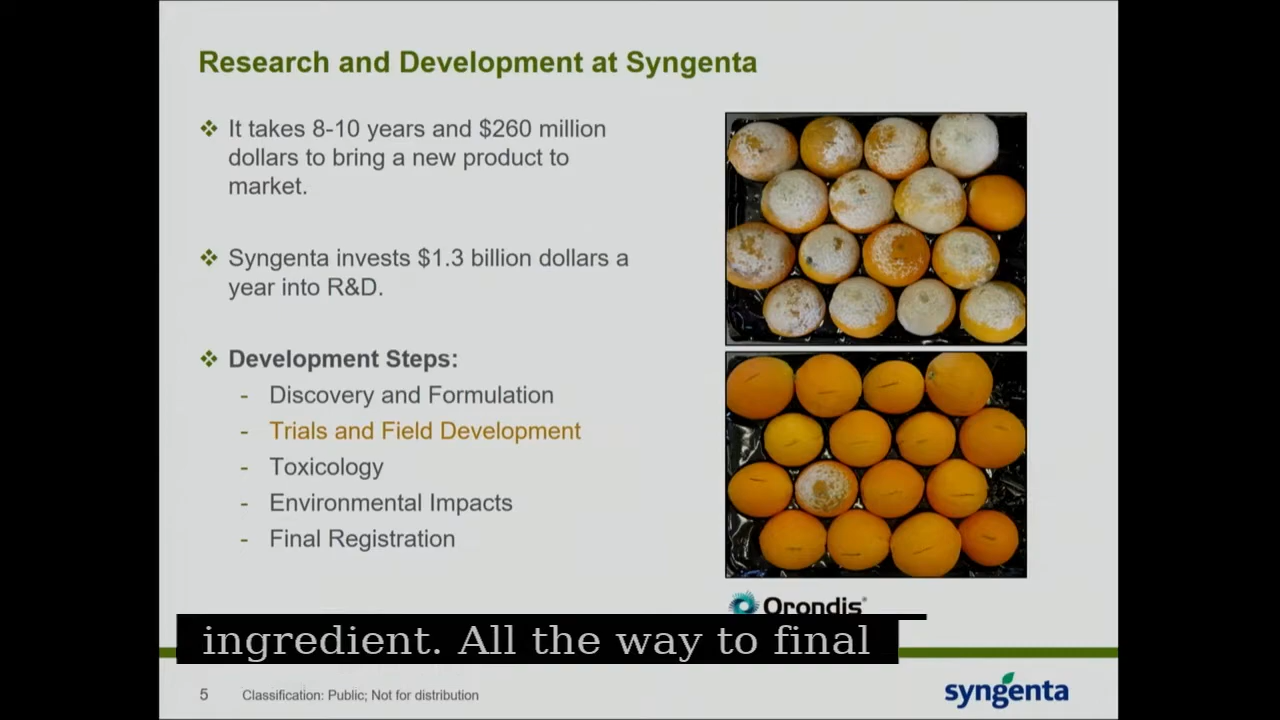 Research and Development at Syngenta
It takes 8-10 years and $260 million
dollars to bring a new product to
market.
Syngenta invests $1.3 billion dollars a
year into R&D.
Development Steps:
- Discovery and Formulation
- Trials and Field Development
- Toxicology
- Environmental Impacts
- Final Registration
Orondis®
ingredient. All the way to final
5 Classification: Public; Not for distribution
syngenta